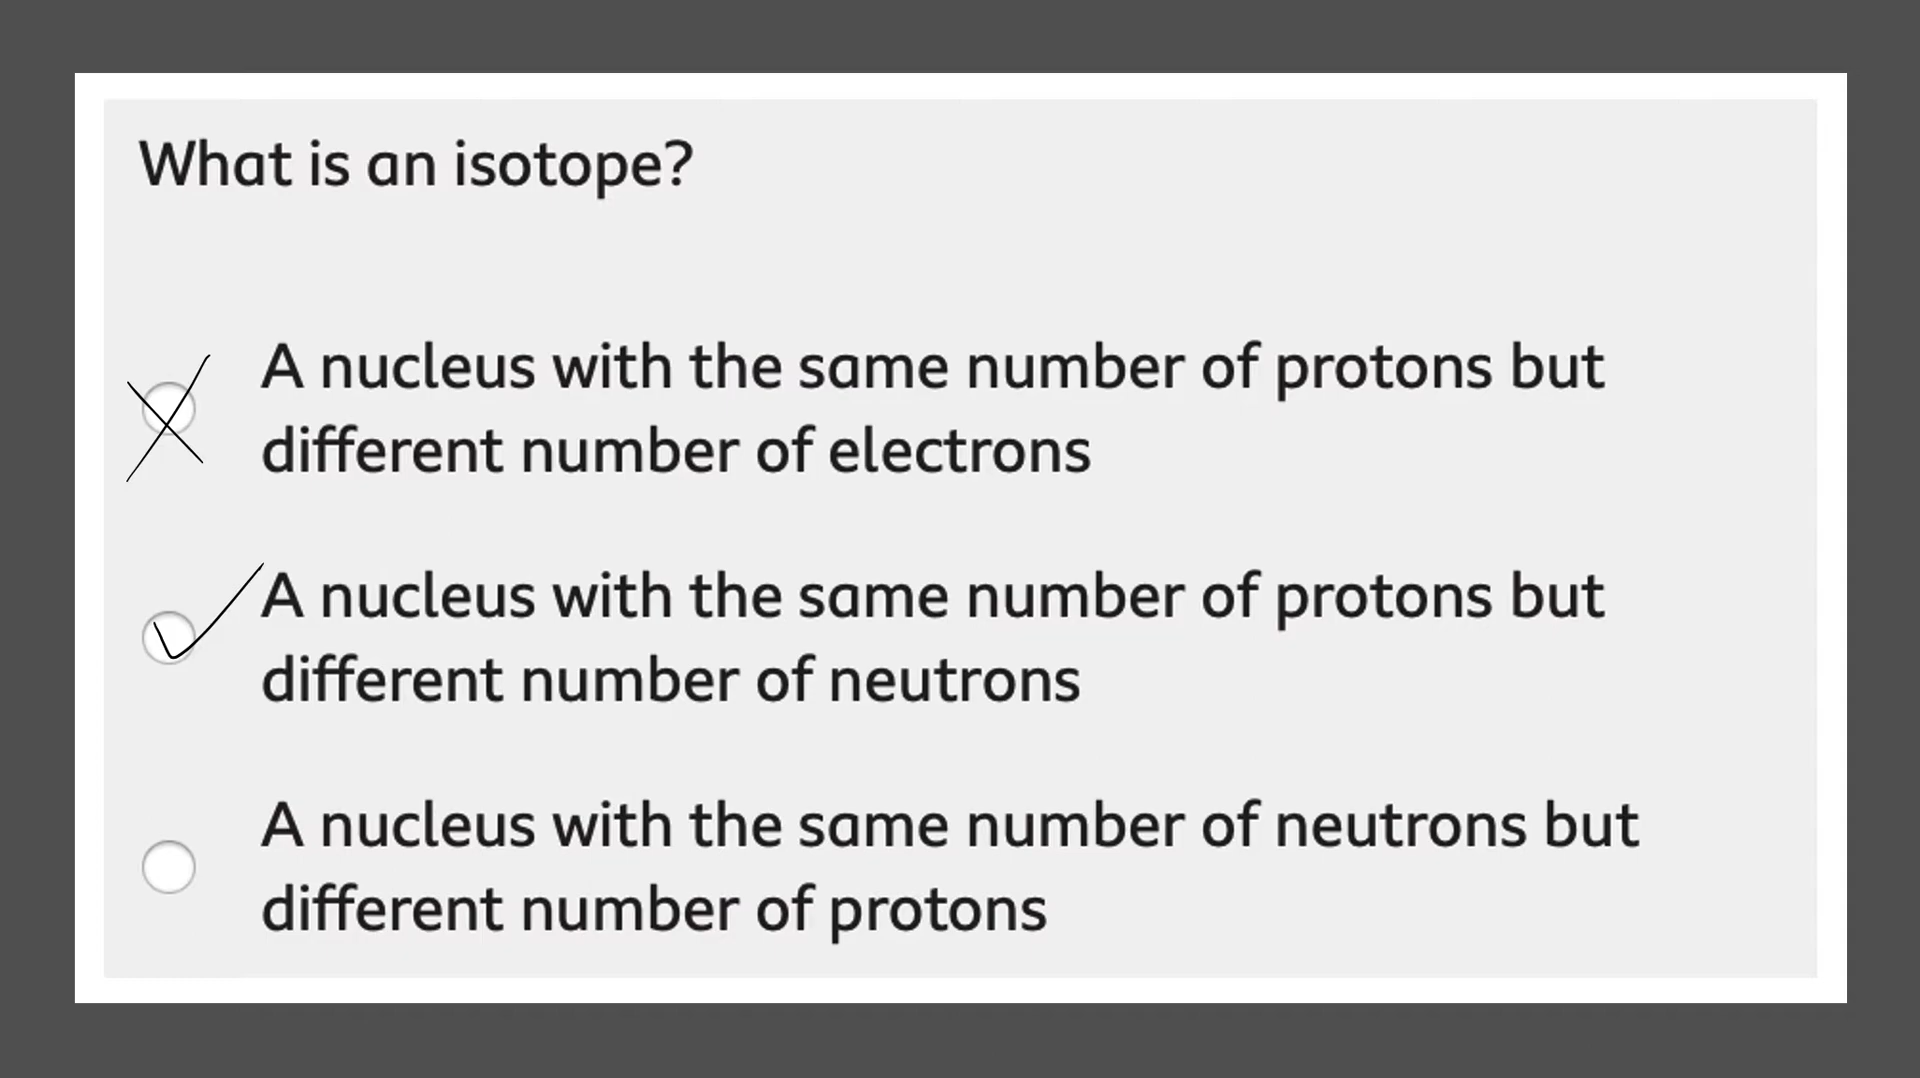 What is an isotope?
A nucleus with the same number of protons but
different number of electrons
A nucleus with the same number of protons but
different number of neutrons
A nucleus with the same number of neutrons but
different number of protons